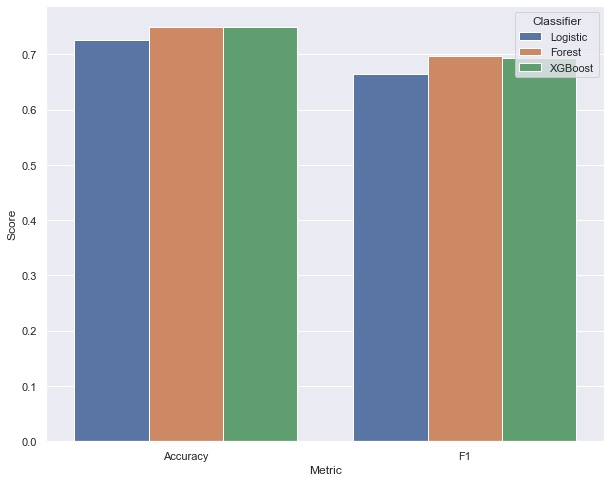 Classifier
Logistic
Forest
XGBoost
0.7
0.6
0.5
0.4
0.3
0.2
0.1
0.0
Score
Accuracy
F1
Metric